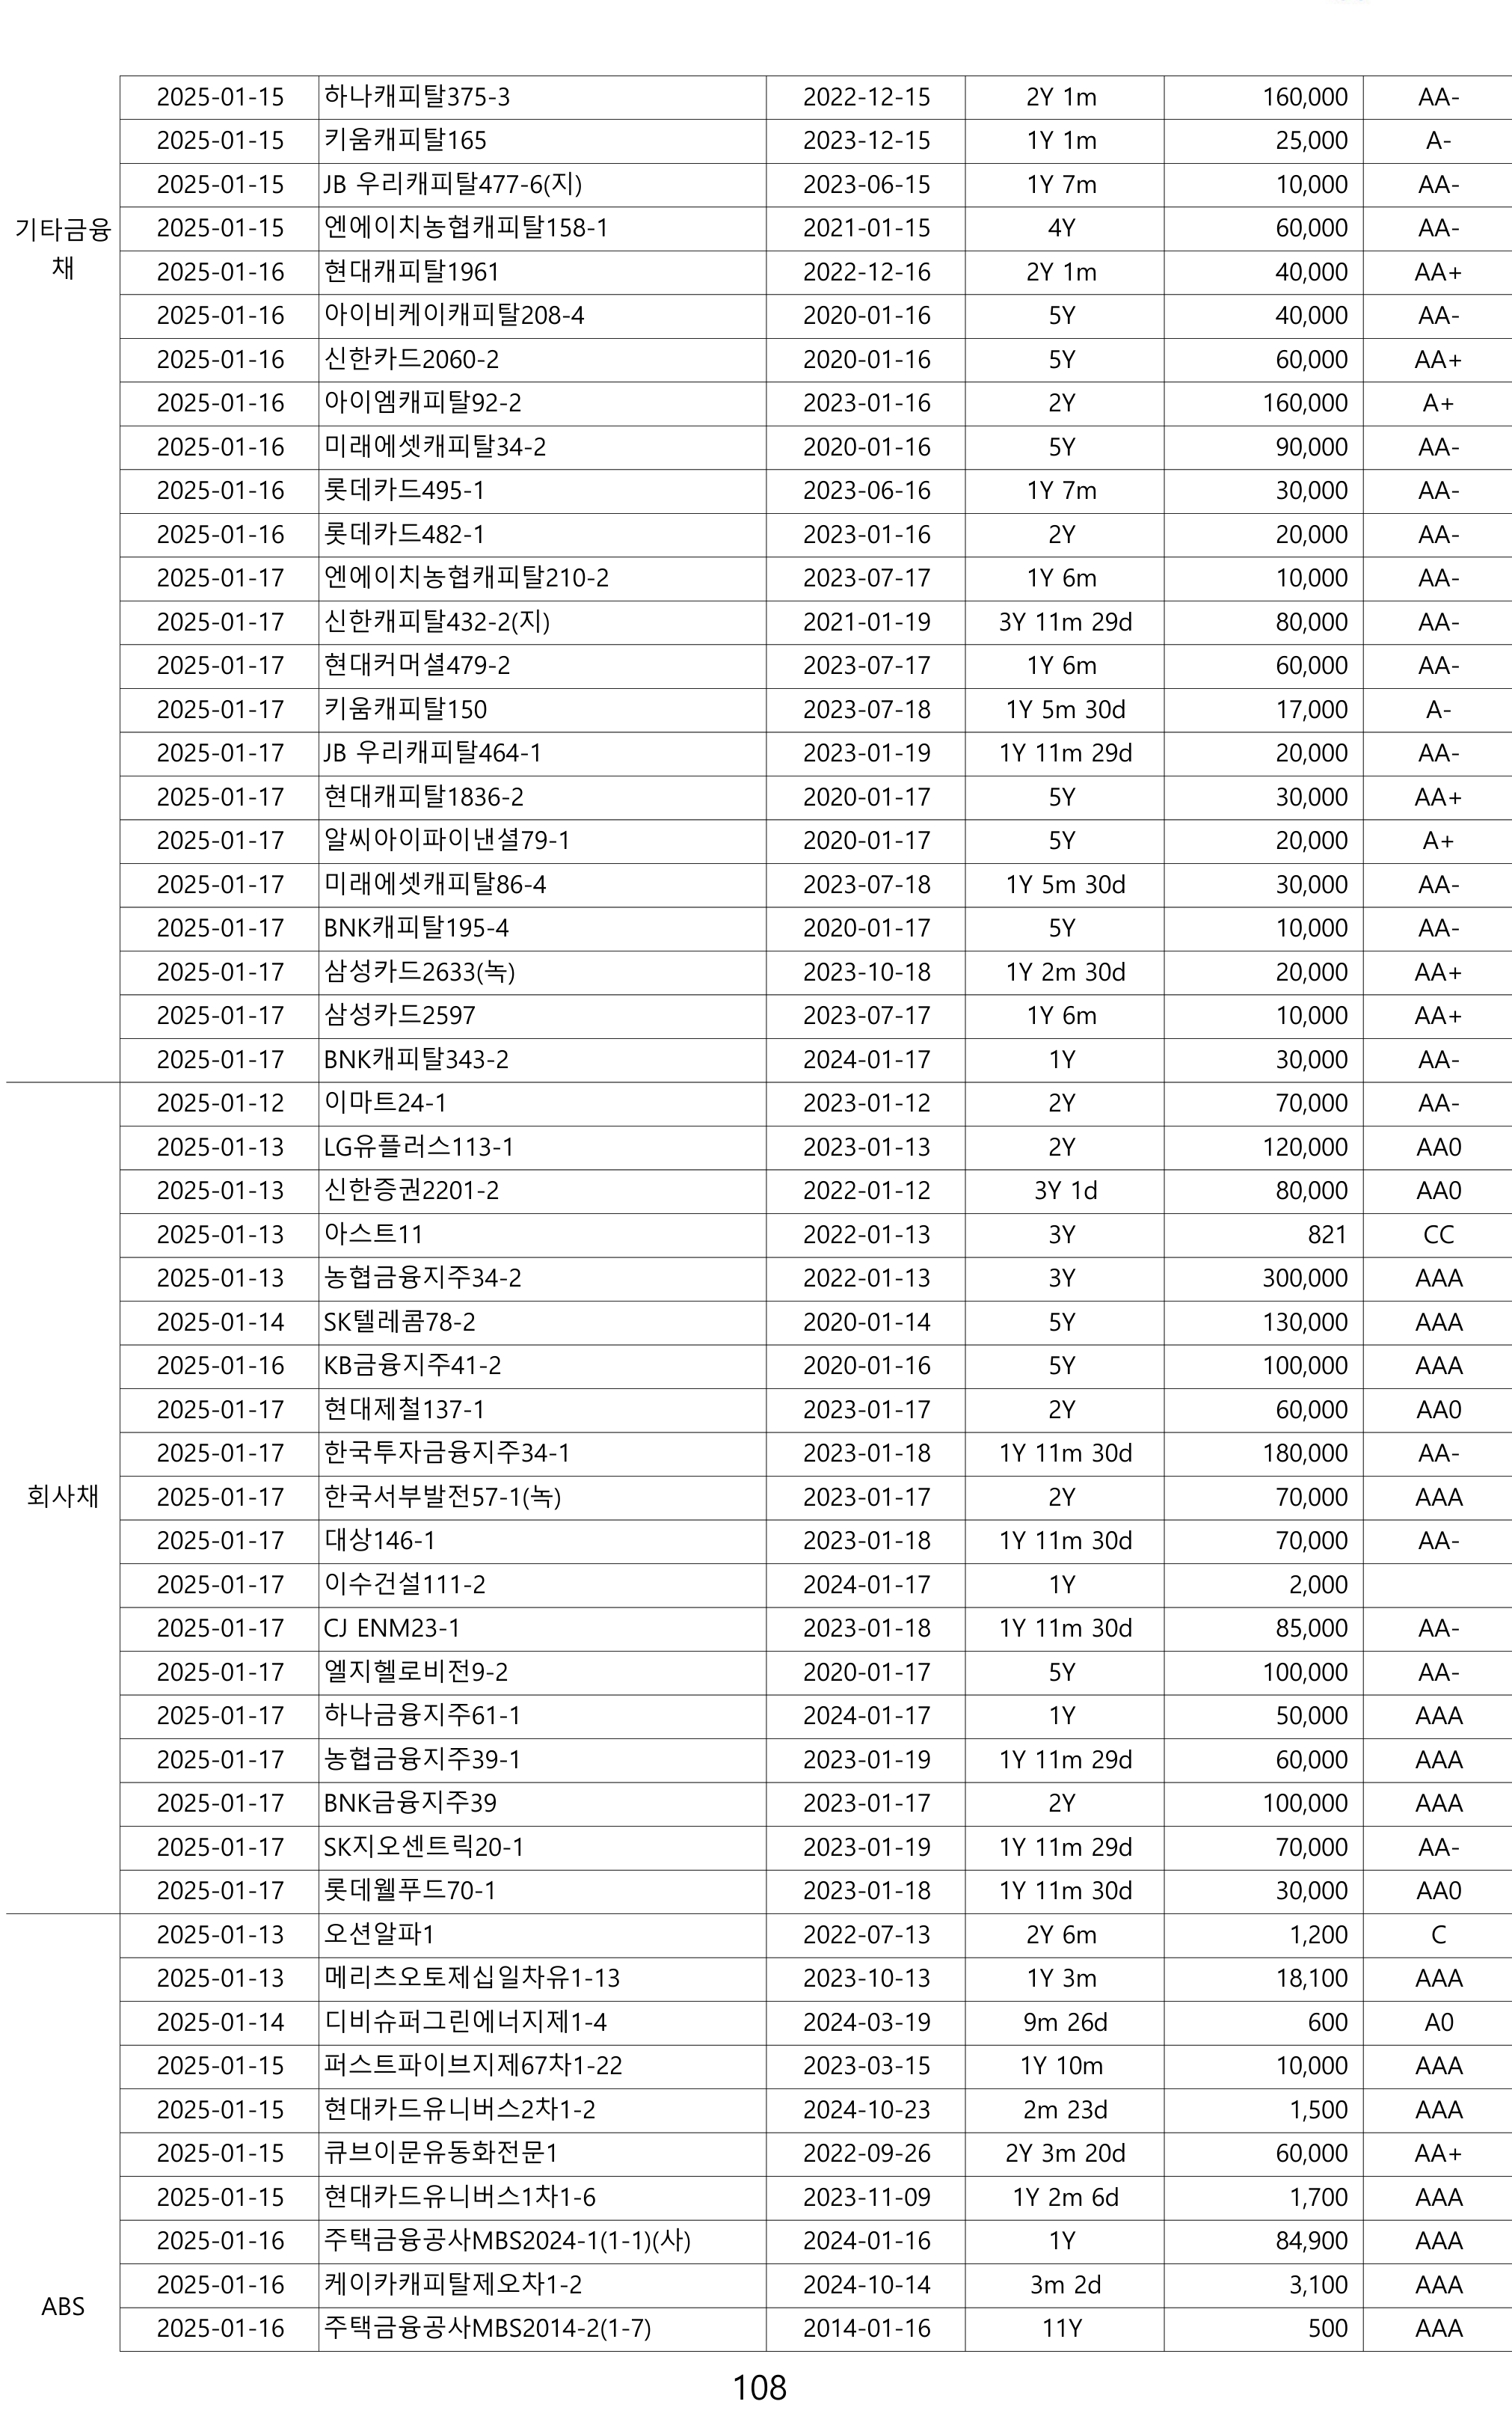 2025-01-15 하나캐피탈375-3 2022-12-15 2Y 1m 160,000 AA-
2025-01-15 키움캐피탈165 2023-12-15 1Y 1m 25,000 A-
2025-01-15 JB 우리캐피탈477-6(지) 2023-06-15 1Y 7m 10,000 AA-
기타금융
채
2025-01-15 엔에이치농협캐피탈158-1 2021-01-15 4Y 60,000 AA-
2025-01-16 현대캐피탈1961 2022-12-16 2Y 1m 40,000 AA+
2025-01-16 아이비케이캐피탈208-4 2020-01-16 5Y 40,000 AA-
2025-01-16 신한카드2060-2 2020-01-16 5Y 60,000 AA+
2025-01-16 아이엠캐피탈92-2 2023-01-16 2Y 160,000 A+
2025-01-16 미래에셋캐피탈34-2 2020-01-16 5Y 90,000 AA-
2025-01-16 롯데카드495-1 2023-06-16 1Y 7m 30,000 AA-
2025-01-16 롯데카드482-1 2023-01-16 2Y 20,000 AA-
2025-01-17 엔에이치농협캐피탈210-2 2023-07-17 1Y 6m 10,000 AA-
2025-01-17 신한캐피탈432-2(지) 2021-01-19 3Y 11m 29d 80,000 AA-
2025-01-17 현대커머셜479-2 2023-07-17 1Y 6m 60,000 AA-
2025-01-17 키움캐피탈150 2023-07-18 1Y 5m 30d 17,000 A-
2025-01-17 JB 우리캐피탈464-1 2023-01-19 1Y 11m 29d 20,000 AA-
2025-01-17 현대캐피탈1836-2 2020-01-17 5Y 30,000 AA+
2025-01-17 알씨아이파이낸셜79-1 2020-01-17 5Y 20,000 A+
2025-01-17 미래에셋캐피탈86-4 2023-07-18 1Y 5m 30d 30,000 AA-
2025-01-17 BNK캐피탈195-4 2020-01-17 5Y 10,000 AA-
2025-01-17 삼성카드2633(녹) 2023-10-18 1Y 2m 30d 20,000 AA+
2025-01-17 삼성카드2597 2023-07-17 1Y 6m 10,000 AA+
2025-01-17 BNK캐피탈343-2 2024-01-17 1Y 30,000 AA-
2025-01-12 이마트24-1 2023-01-12 2Y 70,000 AA-
2025-01-13 LG유플러스113-1 2023-01-13 2Y 120,000 AA0
2025-01-13 신한증권2201-2 2022-01-12 3Y 1d 80,000 AA0
2025-01-13 아스트11 2022-01-13 3Y 821 CC
2025-01-13 농협금융지주34-2 2022-01-13 3Y 300,000 AAA
2025-01-14 SK텔레콤78-2 2020-01-14 5Y 130,000 AAA
2025-01-16 KB금융지주41-2 2020-01-16 5Y 100,000 AAA
2025-01-17 현대제철137-1 2023-01-17 2Y 60,000 AA0
2025-01-17 한국투자금융지주34-1 2023-01-18 1Y 11m 30d 180,000 AA-
회사채 2025-01-17 한국서부발전57-1(녹) 2023-01-17 2Y 70,000 AAA
2025-01-17 대상146-1 2023-01-18 1Y 11m 30d 70,000 AA-
2025-01-17 이수건설111-2 2024-01-17 1Y 2,000
2025-01-17 CJ ENM23-1 2023-01-18 1Y 11m 30d 85,000 AA-
2025-01-17 엘지헬로비전9-2 2020-01-17 5Y 100,000 AA-
2025-01-17 하나금융지주61-1 2024-01-17 1Y 50,000 AAA
2025-01-17 농협금융지주39-1 2023-01-19 1Y 11m 29d 60,000 AAA
2025-01-17 BNK금융지주39 2023-01-17 2Y 100,000 AAA
2025-01-17 SK지오센트릭20-1 2023-01-19 1Y 11m 29d 70,000 AA-
2025-01-17 롯데웰푸드70-1 2023-01-18 1Y 11m 30d 30,000 AA0
2025-01-13 오션알파1 2022-07-13 2Y 6m 1,200 C
2025-01-13 메리츠오토제십일차유1-13 2023-10-13 1Y 3m 18,100 AAA
2025-01-14 디비슈퍼그린에너지제1-4 2024-03-19 9m 26d 600 A0
2025-01-15 퍼스트파이브지제67차1-22 2023-03-15 1Y 10m 10,000 AAA
2025-01-15 현대카드유니버스2차1-2 2024-10-23 2m 23d 1,500 AAA
2025-01-15 큐브이문유동화전문1 2022-09-26 2Y 3m 20d 60,000 AA+
2025-01-15 현대카드유니버스1차1-6 2023-11-09 1Y 2m 6d 1,700 AAA
2025-01-16 주택금융공사MBS2024-1(1-1)(사) 2024-01-16 1Y 84,900 AAA
2025-01-16 케이카캐피탈제오차1-2 2024-10-14 3m 2d 3,100 AAA
ABS
2025-01-16 주택금융공사MBS2014-2(1-7) 2014-01-16 11Y 500 AAA
108